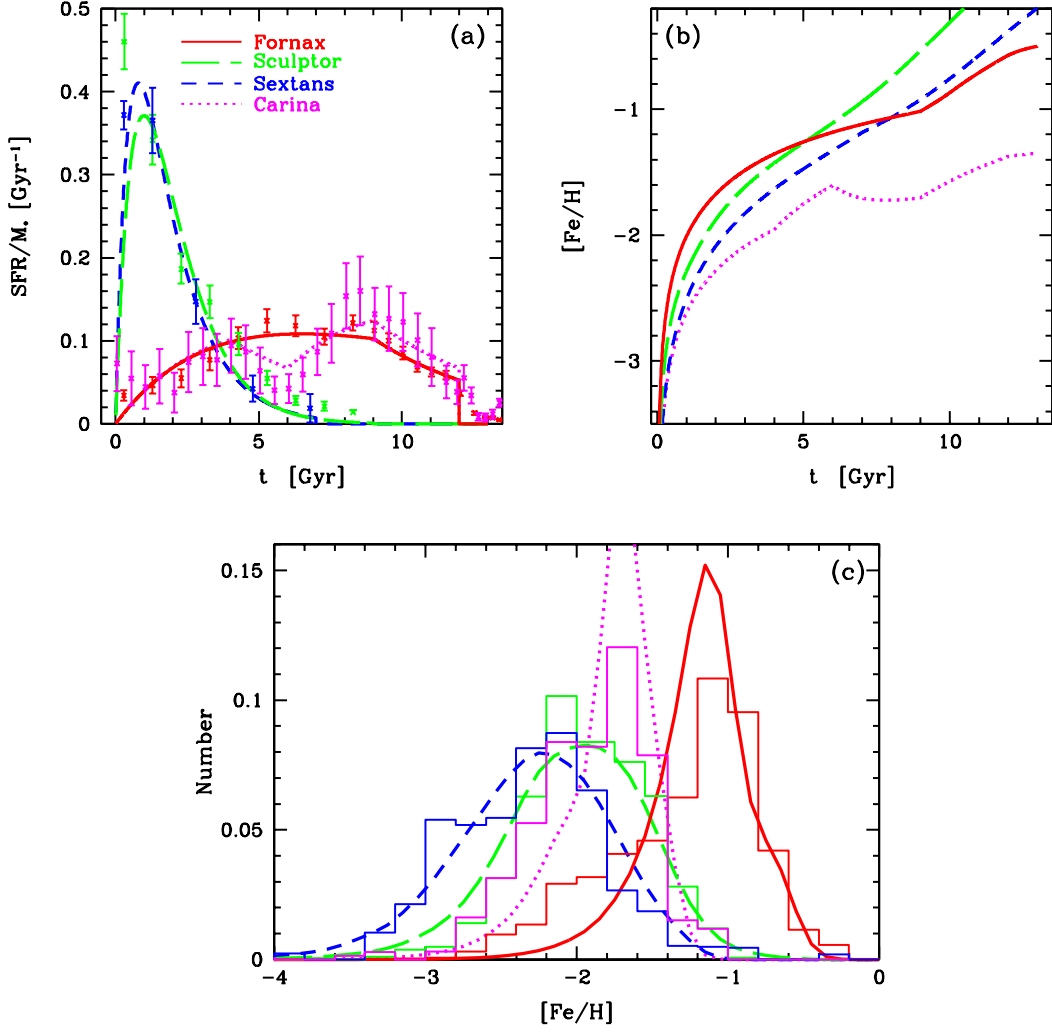 (a)
Fornax
Sculptor
Sextans
Carina
0.5
0.4
0.3
0.2
0.1
0
SFR/M* [Gyr⁻¹]
0 5 10
t [Gyr]
(b)
-1
-2
-3
[Fe/H]
0 5 10
t [Gyr]
(c)
0.15
0.1
0.05
0
Number
-4 -3 -2 -1 0
[Fe/H]